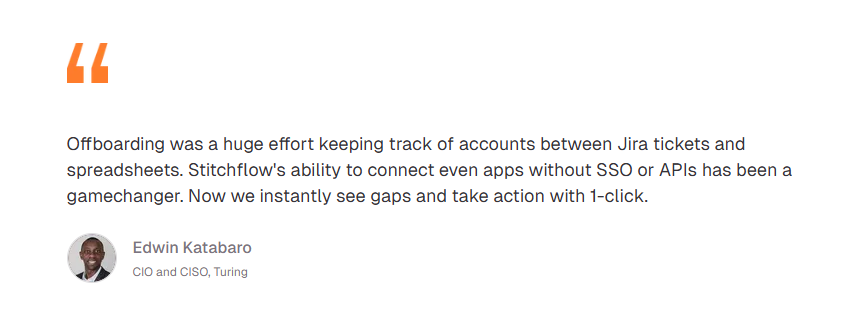 “
Offboarding was a huge effort keeping track of accounts between Jira tickets and
spreadsheets. Stitchflow's ability to connect even apps without SSO or APIs has been a
gamechanger. Now we instantly see gaps and take action with 1-click.
Edwin Katabaro
CIO and CISO, Turing